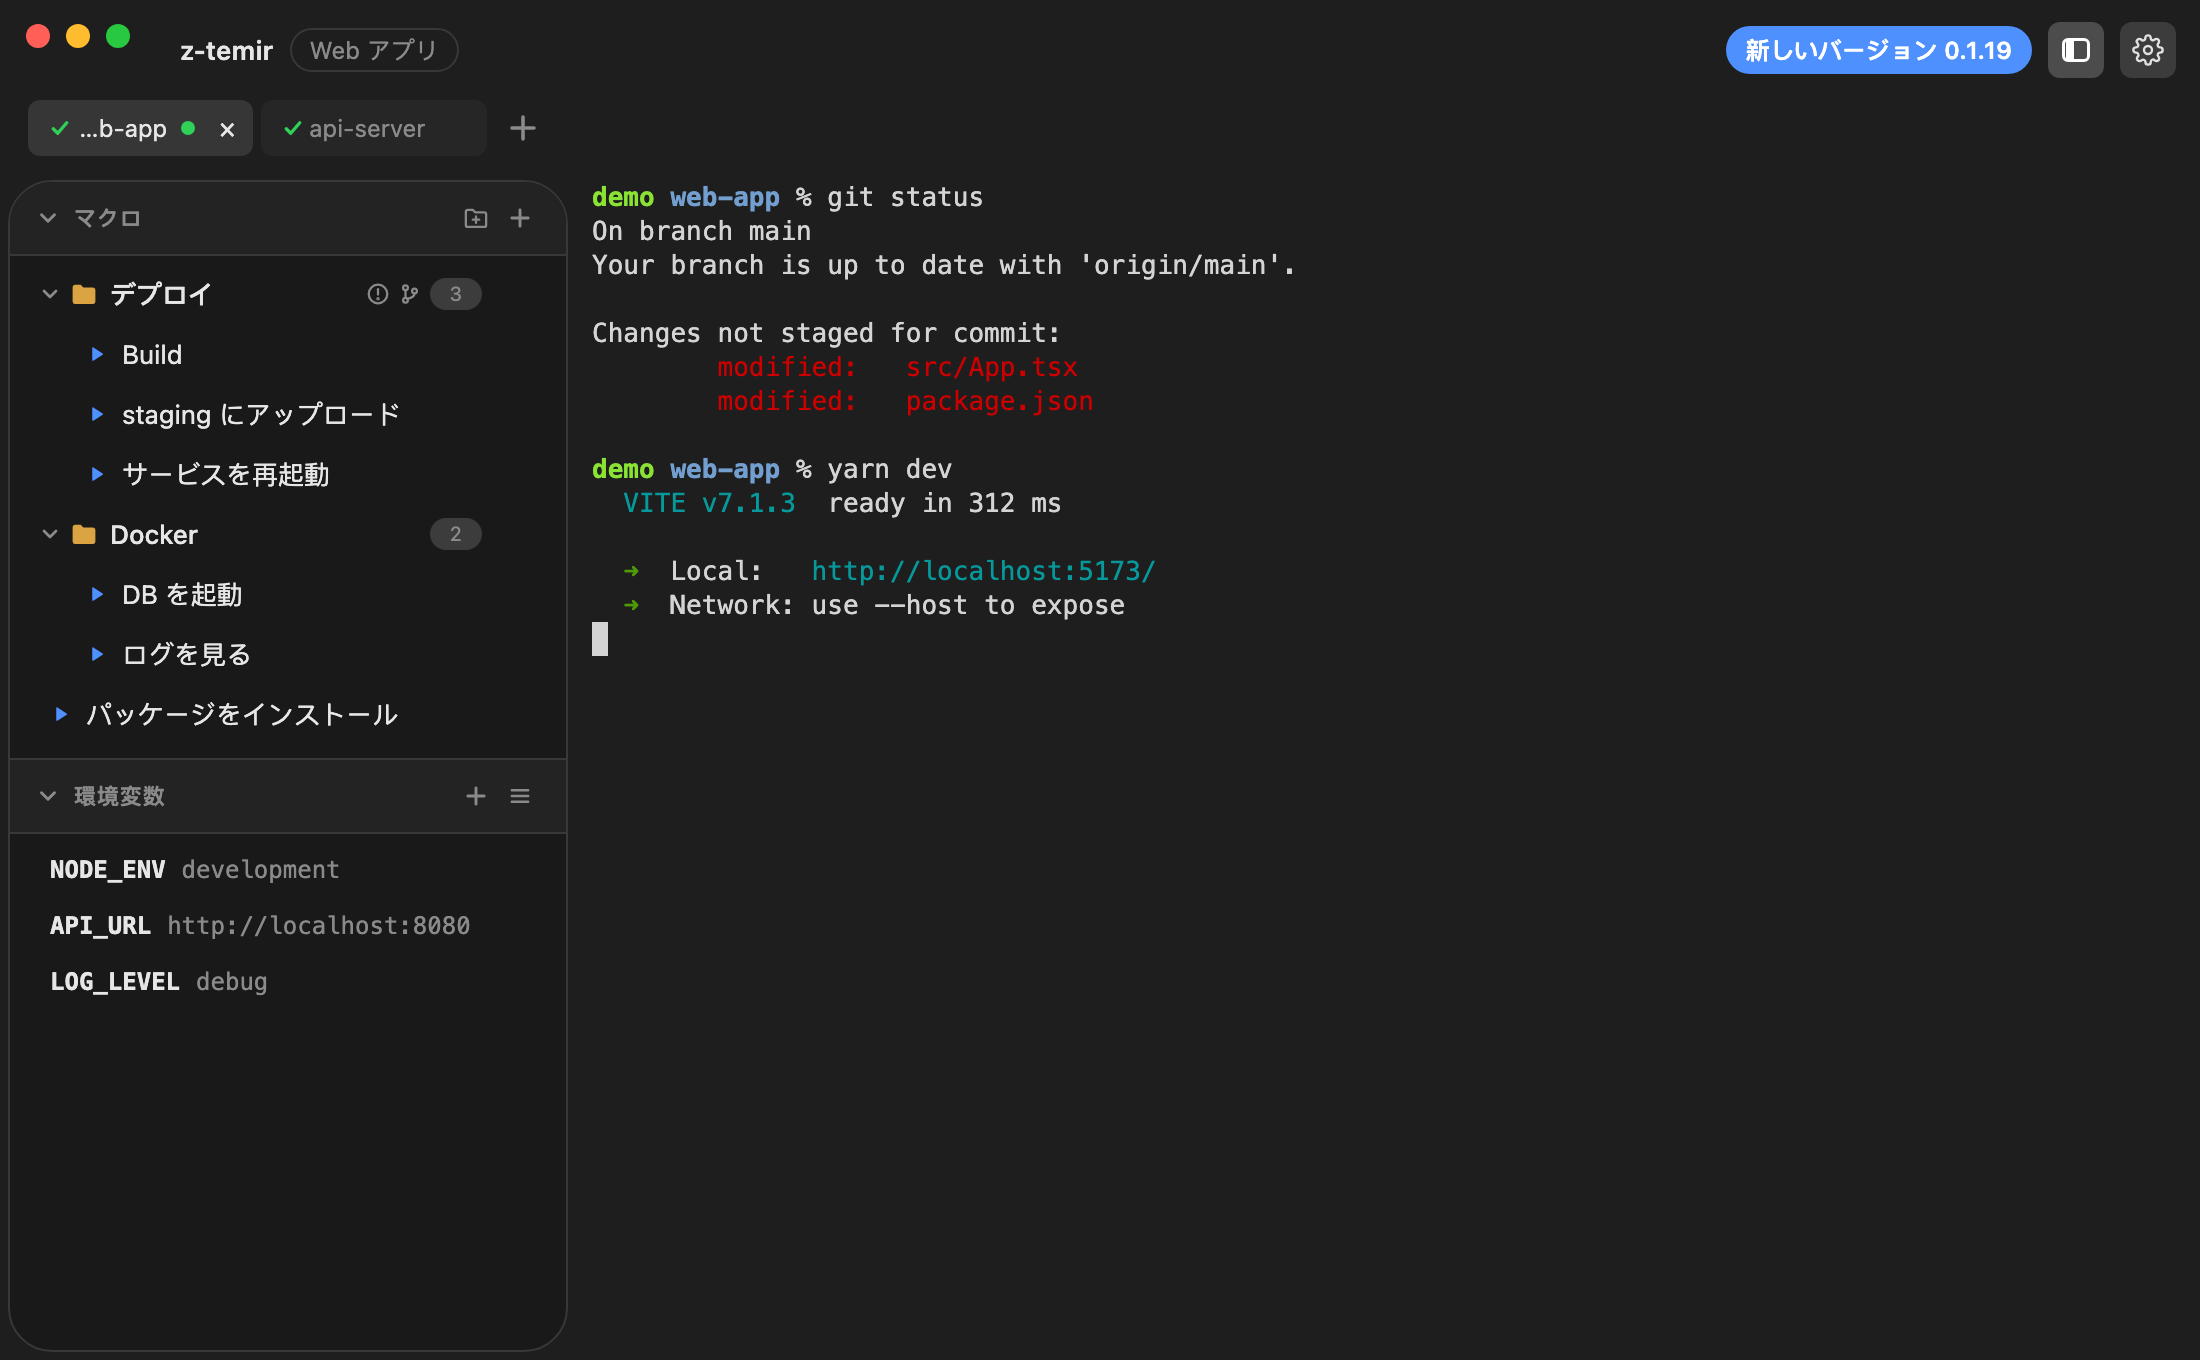 z-temir
Web アプリ
新しいバージョン 0.1.19
...b-app
api-server
マクロ
デプロイ
3
Build
staging にアップロード
サービスを再起動
Docker
2
DB を起動
ログを見る
パッケージをインストール
環境変数
NODE_ENV development
API_URL http://localhost:8080
LOG_LEVEL debug
demo web-app % git status
On branch main
Your branch is up to date with 'origin/main'.
Changes not staged for commit:
modified: src/App.tsx
modified: package.json
demo web-app % yarn dev
VITE v7.1.3 ready in 312 ms
➜ Local: http://localhost:5173/
➜ Network: use --host to expose